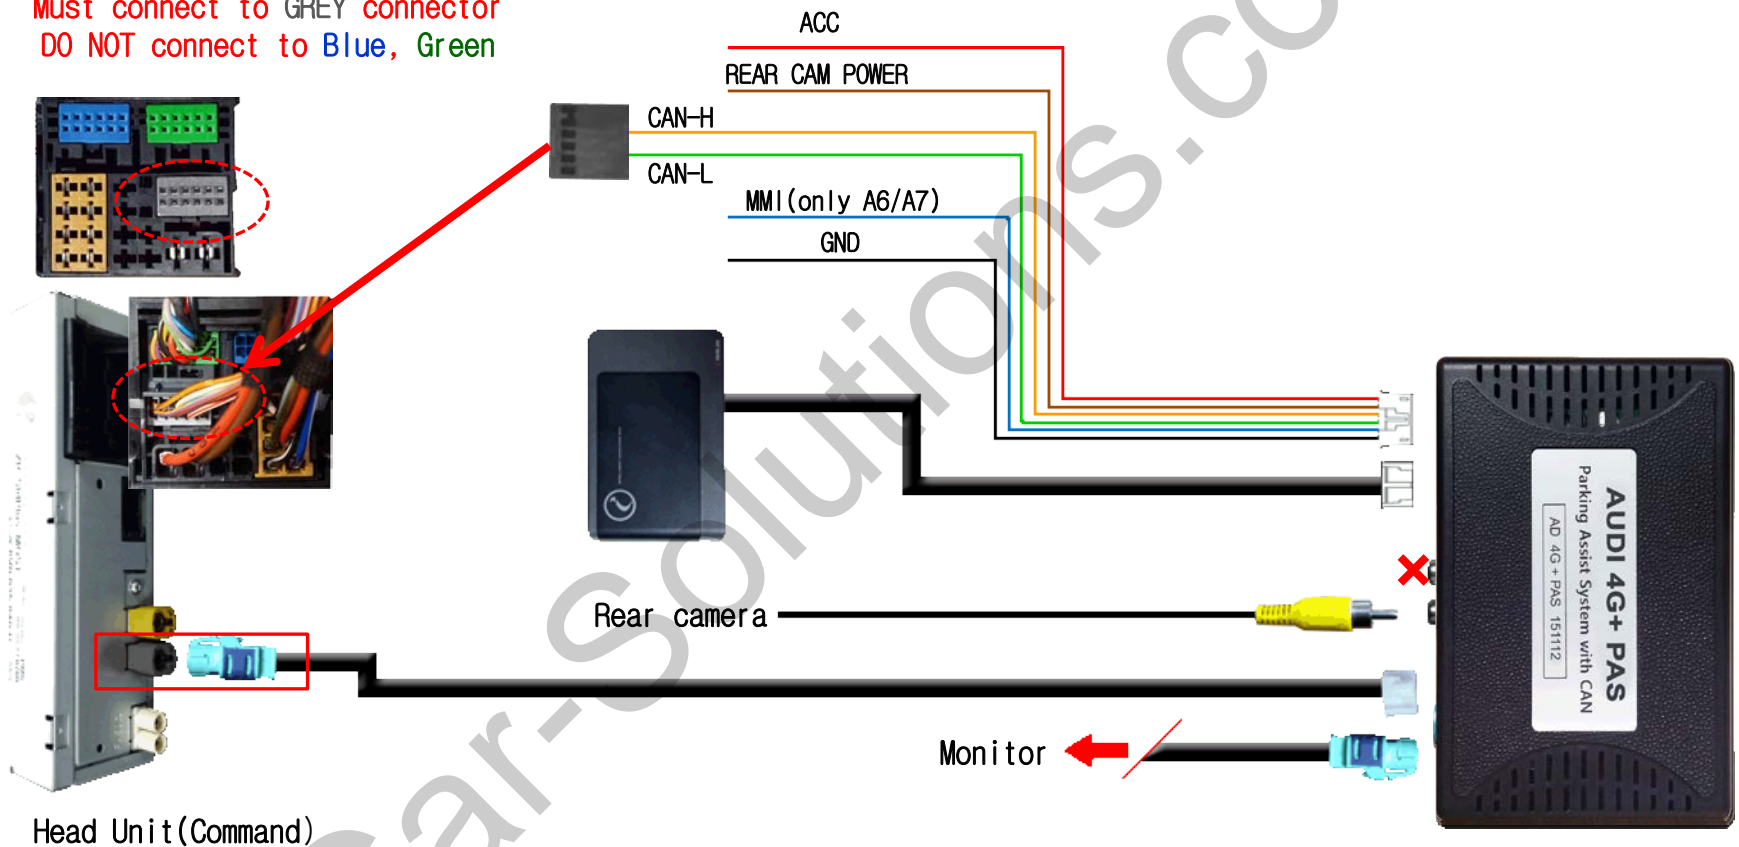 Must connect to GREY connector
DO NOT connect to Blue, Green
ACC
REAR CAM POWER
CAN-H
CAN-L
MMI(only A6/A7)
GND
Rear camera
Monitor
Head Unit(Command)
AUDI 4G+ PAS
Parking Assist System with CAN
AD 4G+PAS 151112
Car-Solutions.co